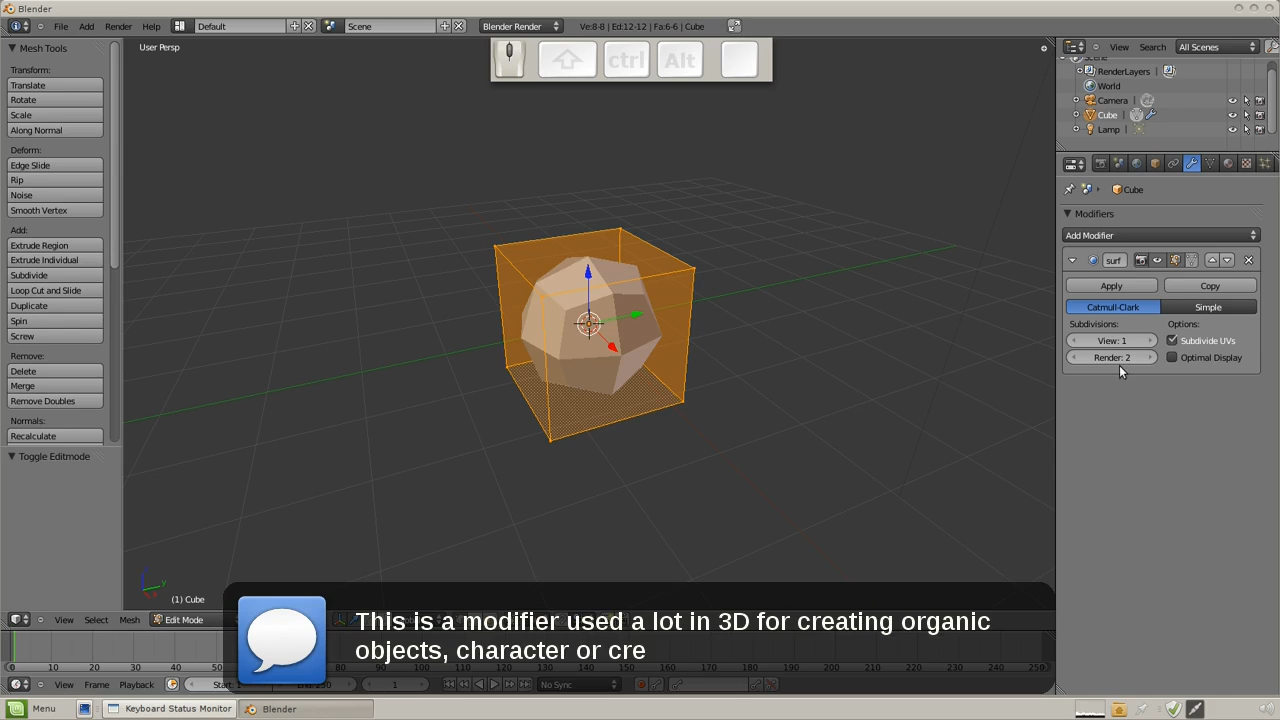 Blender
File Add Render Help Default Scene Blender Render Ve:8-8 | Ed:12-12 | Fa:6-6 | Cube
Mesh Tools
Transform:
Translate
Rotate
Scale
Along Normal
Deform:
Edge Slide
Rip
Noise
Smooth Vertex
Add:
Extrude Region
Extrude Individual
Subdivide
Loop Cut and Slide
Duplicate
Spin
Screw
Remove:
Delete
Merge
Remove Doubles
Normals:
Recalculate
Toggle Editmode
User Persp
ctrl Alt
(1) Cube
View Select Mesh Edit Mode
This is a modifier used a lot in 3D for creating organic
objects, character or cre
0 10 20 30 40 50 60 70 80 90 100 110 120 130 140 150 160 170 180 190 200 210 220 230 240 250
View Frame Playback Start: 1 End: 250 1 No Sync
View Search All Scenes
Scene
RenderLayers |
World
Camera |
Cube |
Lamp |
Cube
Modifiers
Add Modifier
surf
Apply Copy
Catmull-Clark Simple
Subdivisions: Options:
View: 1 Subdivide UVs
Render: 2 Optimal Display
Menu Keyboard Status Monitor Blender